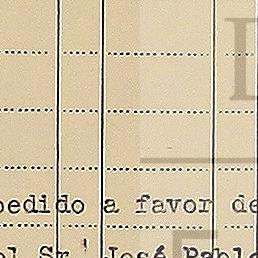 pedido a favor de
el Sr. José Pablo